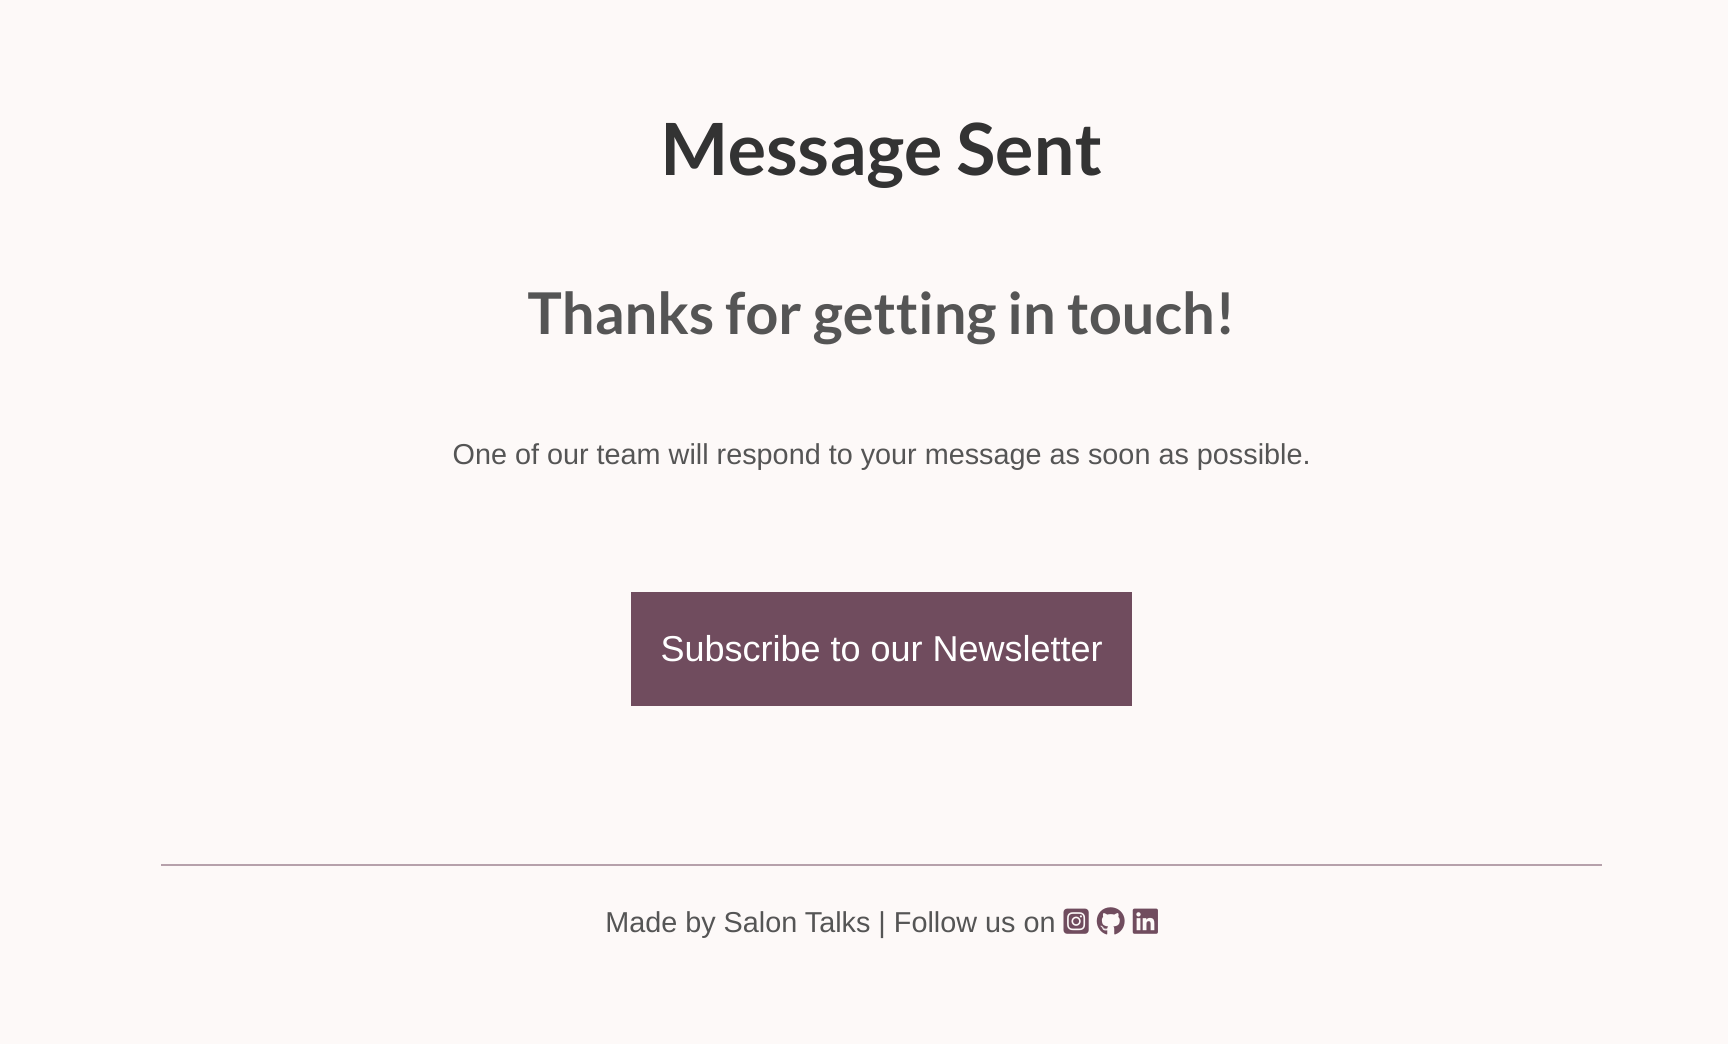 Message Sent
Thanks for getting in touch!
One of our team will respond to your message as soon as possible.
Subscribe to our Newsletter
Made by Salon Talks | Follow us on